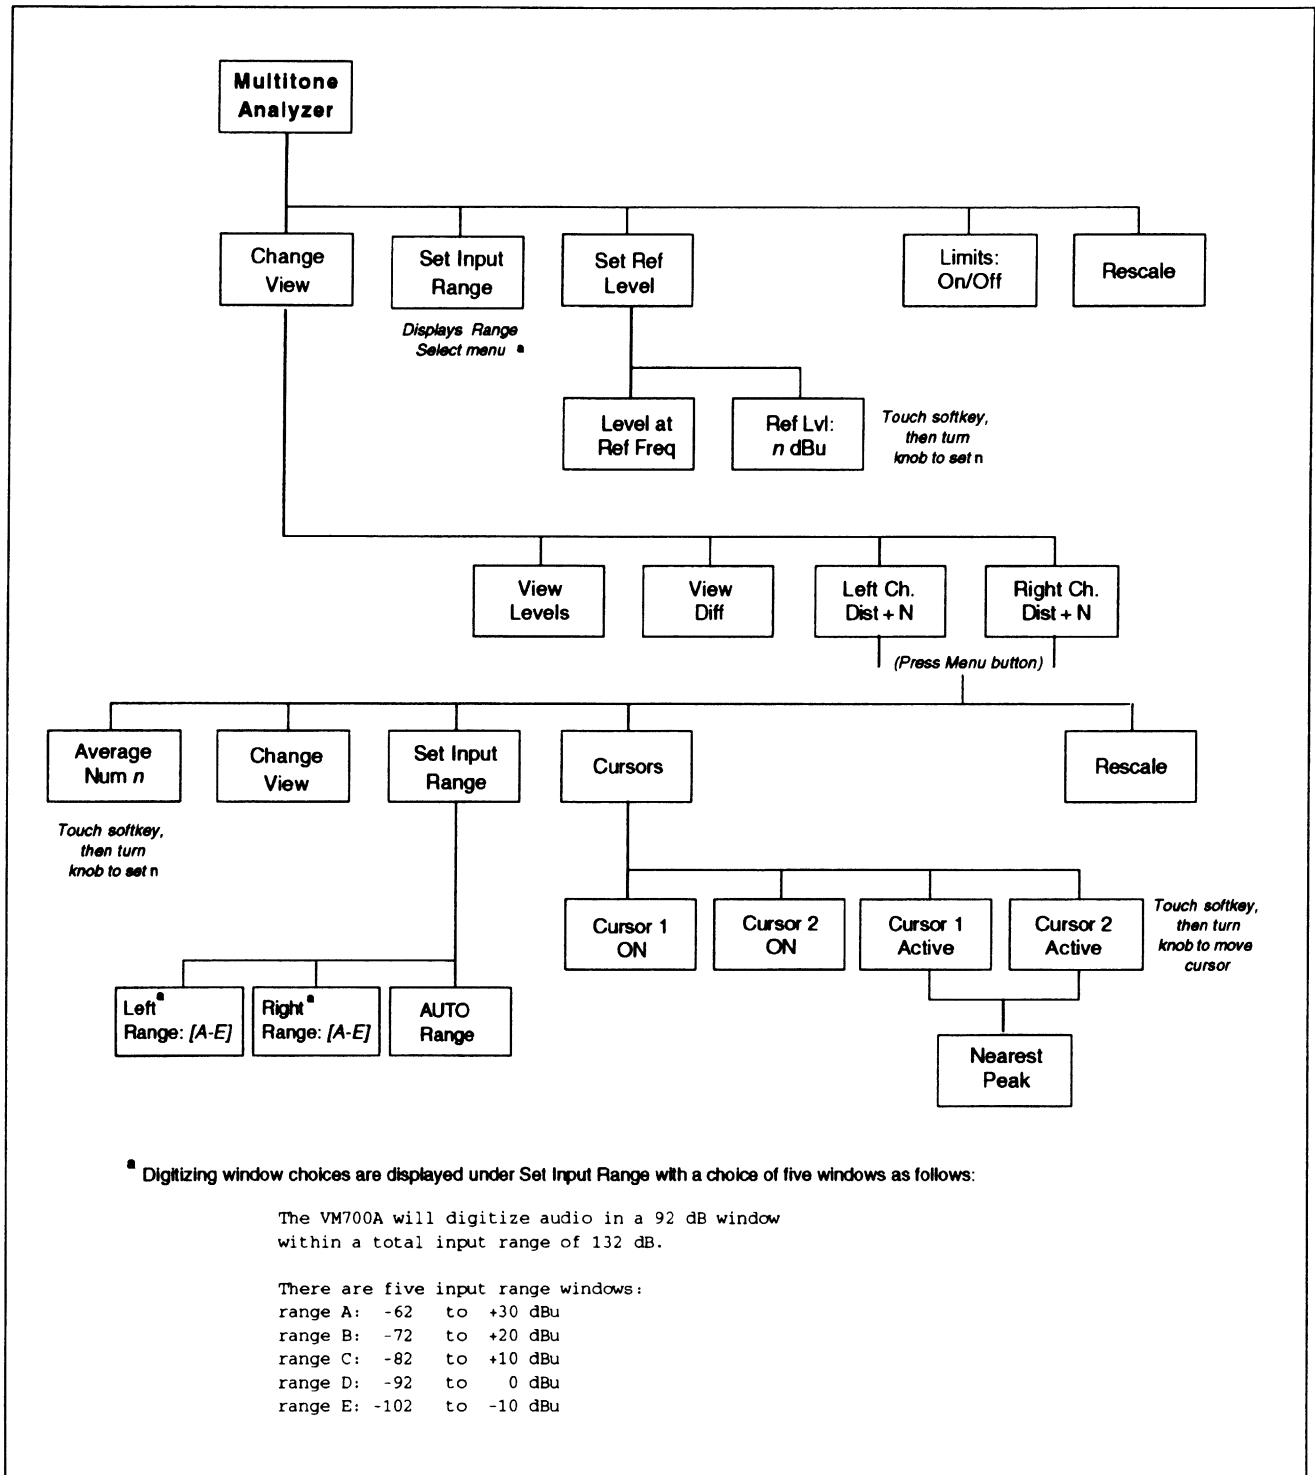 Multitone
Analyzer
Change
View
Set Input
Range
Displays Range
Select menu a
Set Ref
Level
Limits:
On/Off
Rescale
Level at
Ref Freq
Ref Lvl:
n dBu
Touch softkey,
then turn
knob to set n
View
Levels
View
Diff
Left Ch.
Dist + N
Right Ch.
Dist + N
(Press Menu button)
Average
Num n
Touch softkey,
then turn
knob to set n
Change
View
Set Input
Range
Cursors
Rescale
Cursor 1
ON
Cursor 2
ON
Cursor 1
Active
Cursor 2
Active
Touch softkey,
then turn
knob to move
cursor
Left a
Range: [A-E]
Right a
Range: [A-E]
AUTO
Range
Nearest
Peak
a Digitizing window choices are displayed under Set Input Range with a choice of five windows as follows:
The VM700A will digitize audio in a 92 dB window
within a total input range of 132 dB.
There are five input range windows:
range A: -62 to +30 dBu
range B: -72 to +20 dBu
range C: -82 to +10 dBu
range D: -92 to 0 dBu
range E: -102 to -10 dBu